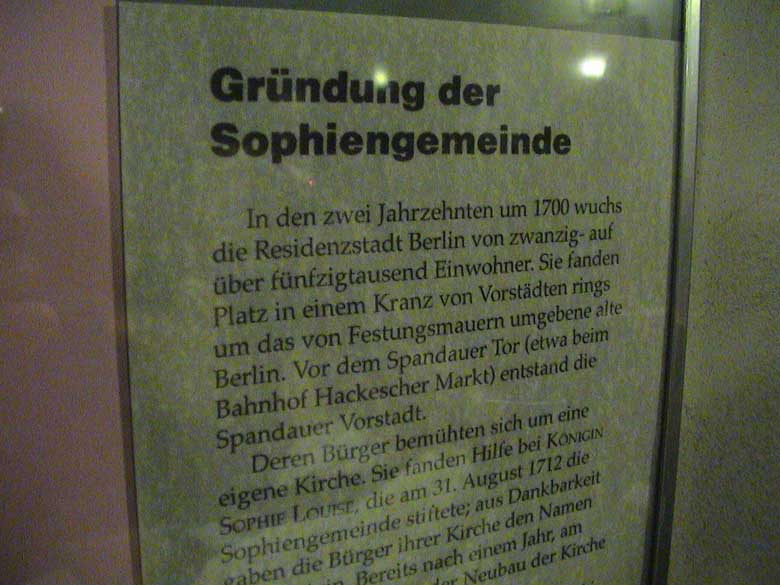 Gründung der
Sophiengemeinde
In den zwei Jahrzehnten um 1700 wuchs
die Residenzstadt Berlin von zwanzig- auf
über fünfzigtausend Einwohner. Sie fanden
Platz in einem Kranz von Vorstädten rings
um das von Festungsmauern umgebene alte
Berlin. Vor dem Spandauer Tor (etwa beim
Bahnhof Hackescher Markt) entstand die
Spandauer Vorstadt.
Deren Bürger bemühten sich um eine
eigene Kirche. Sie fanden Hilfe bei KÖNIGIN
SOPHIE LOUISE, die am 31. August 1712 die
Sophiengemeinde stiftete; aus Dankbarkeit
gaben die Bürger ihrer Kirche den Namen
Bereits nach einem Jahr, am
der Neubau der Kirche